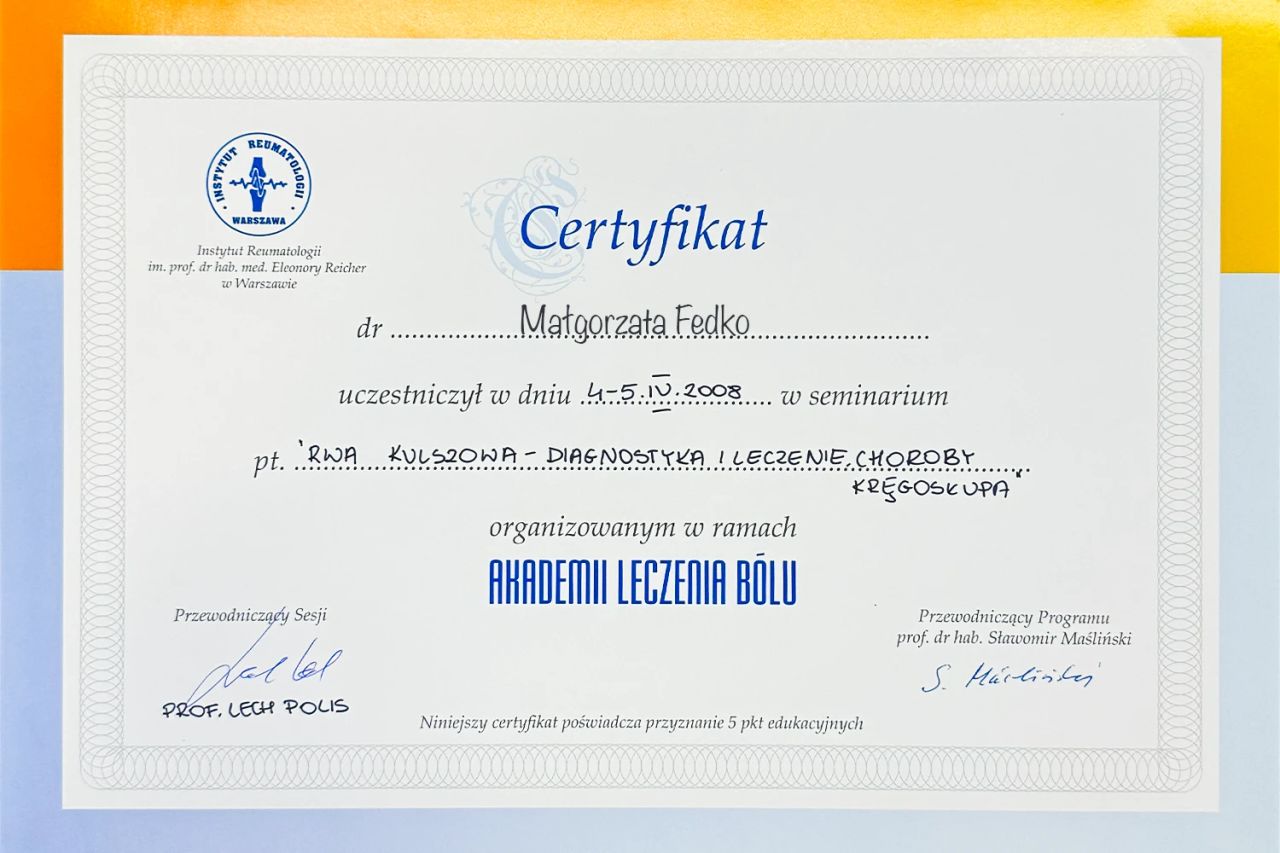 INSTYTUT REUMATOLOGII
WARSZAWA
Instytut Reumatologii
im. prof. dr hab. med. Eleonory Reicher
w Warszawie
Certyfikat
dr Małgorzata Fedko
uczestniczył w dniu 4-5.IV.2008 w seminarium
pt. "RWA KULSZOWA - DIAGNOSTYKA I LECZENIE. CHOROBY
KRĘGOSKUPA"
organizowanym w ramach
AKADEMII LECZENIA BÓLU
Przewodniczący Sesji
PROF. LECH POLIS
Przewodniczący Programu
prof. dr hab. Sławomir Maśliński
S. Maśliński
Niniejszy certyfikat poświadcza przyznanie 5 pkt edukacyjnych